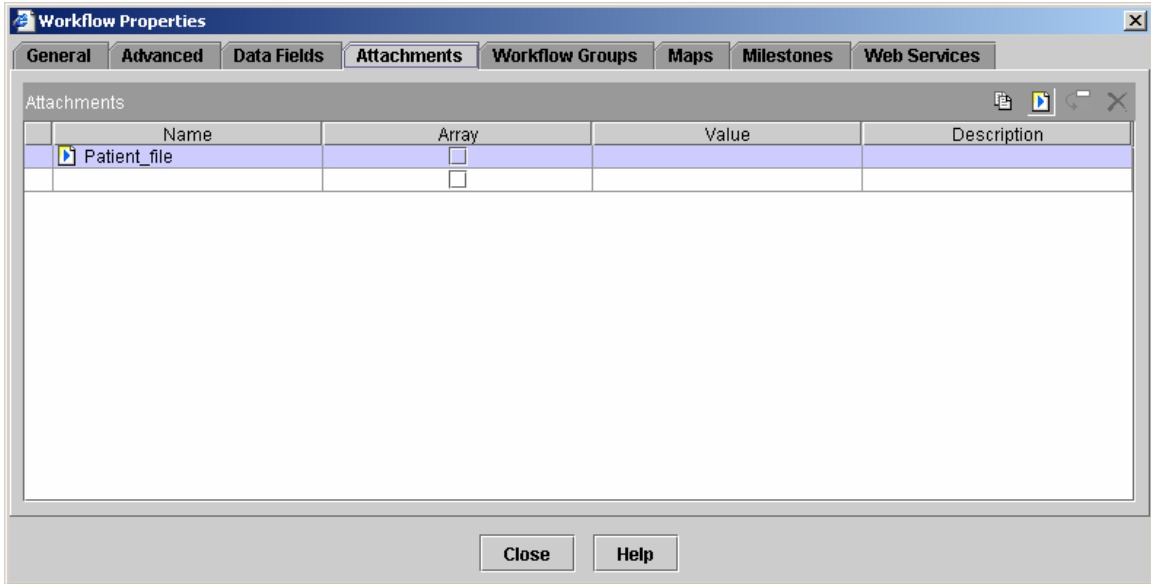 Workflow Properties
General Advanced Data Fields Attachments Workflow Groups Maps Milestones Web Services
Attachments
Name Array Value Description
Patient_file
Close Help